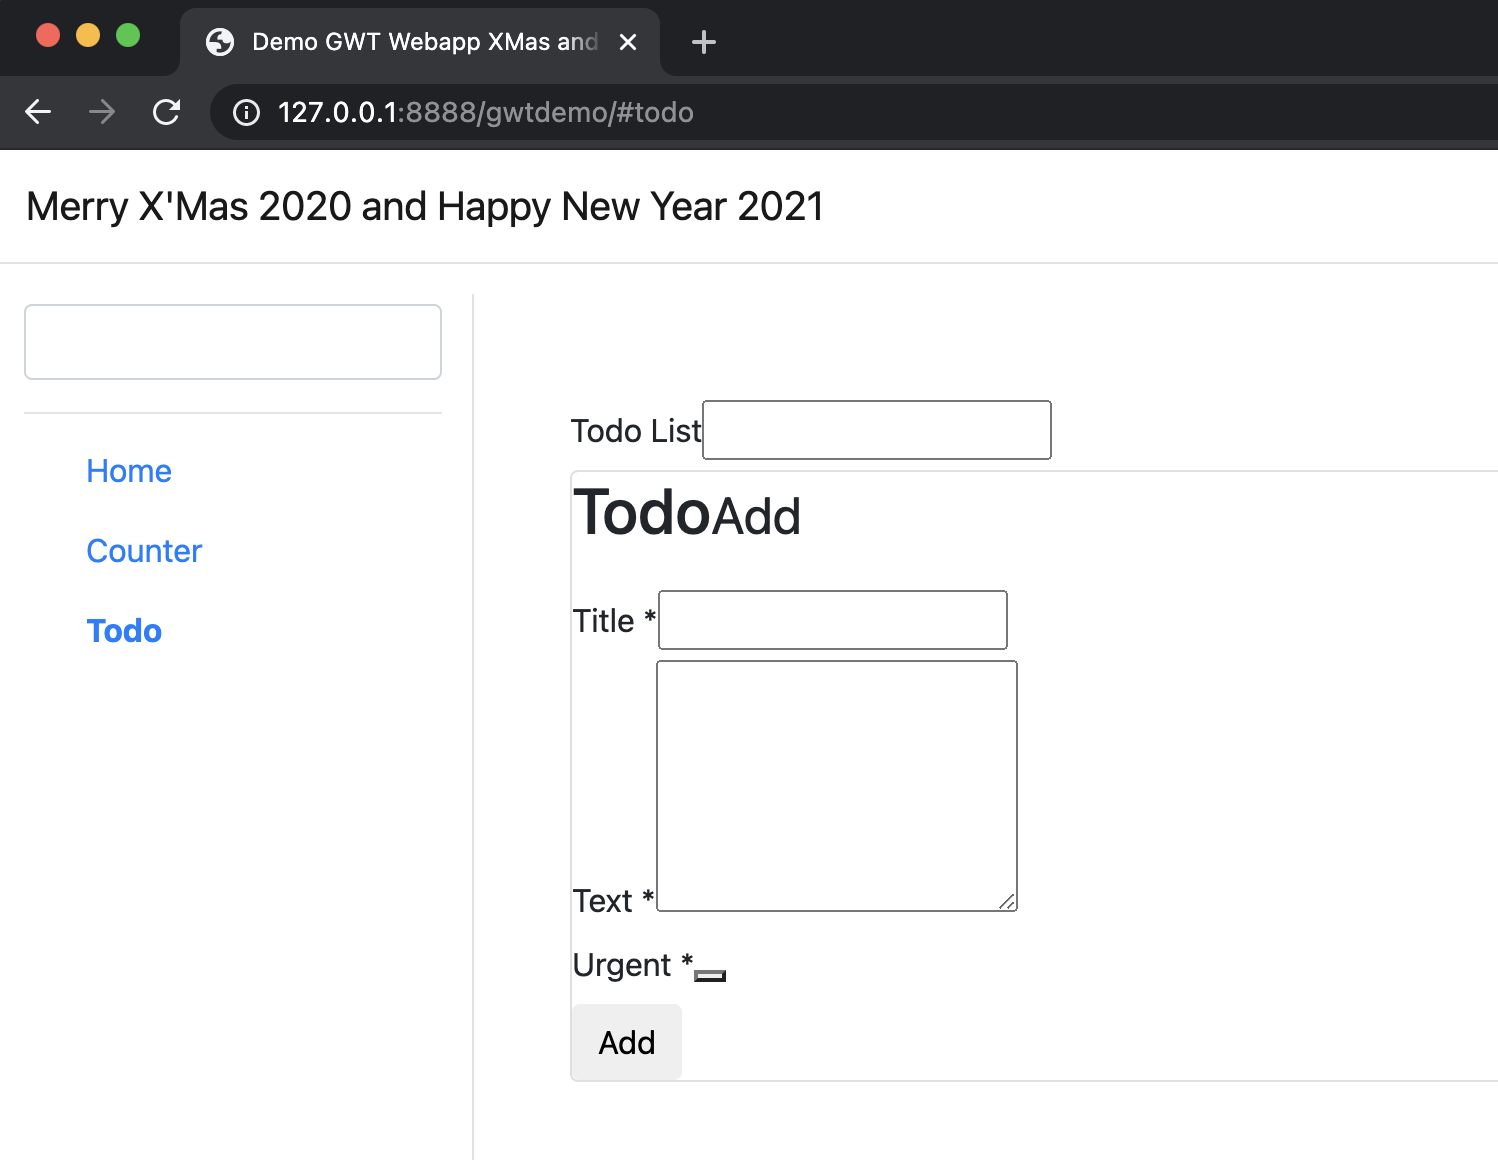 Demo GWT Webapp XMas and
127.0.0.1:8888/gwtdemo/#todo
Merry X'Mas 2020 and Happy New Year 2021
Home
Counter
Todo
Todo List
TodoAdd
Title *
Text *
Urgent *
Add